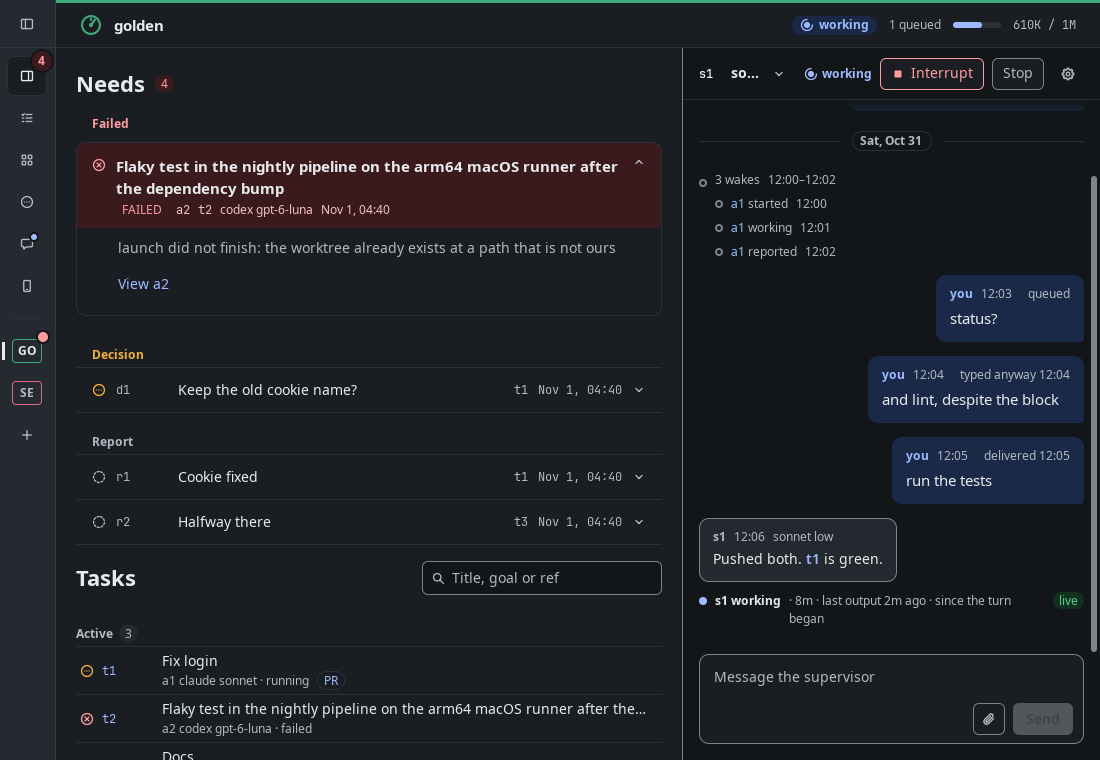 golden
working
1 queued
610K / 1M
4
GO
SE
Needs 4
Failed
Flaky test in the nightly pipeline on the arm64 macOS runner after
the dependency bump
FAILED a2 t2 codex gpt-6-luna Nov 1, 04:40
launch did not finish: the worktree already exists at a path that is not ours
View a2
Decision
d1 Keep the old cookie name? t1 Nov 1, 04:40
Report
r1 Cookie fixed t1 Nov 1, 04:40
r2 Halfway there t3 Nov 1, 04:40
Tasks
Title, goal or ref
Active 3
t1 Fix login
a1 claude sonnet · running PR
t2 Flaky test in the nightly pipeline on the arm64 macOS runner after the...
a2 codex gpt-6-luna · failed
Docs
s1 so... working Interrupt Stop
Sat, Oct 31
3 wakes 12:00–12:02
a1 started 12:00
a1 working 12:01
a1 reported 12:02
you 12:03 queued
status?
you 12:04 typed anyway 12:04
and lint, despite the block
you 12:05 delivered 12:05
run the tests
s1 12:06 sonnet low
Pushed both. t1 is green.
s1 working · 8m · last output 2m ago · since the turn
began
live
Message the supervisor
Send